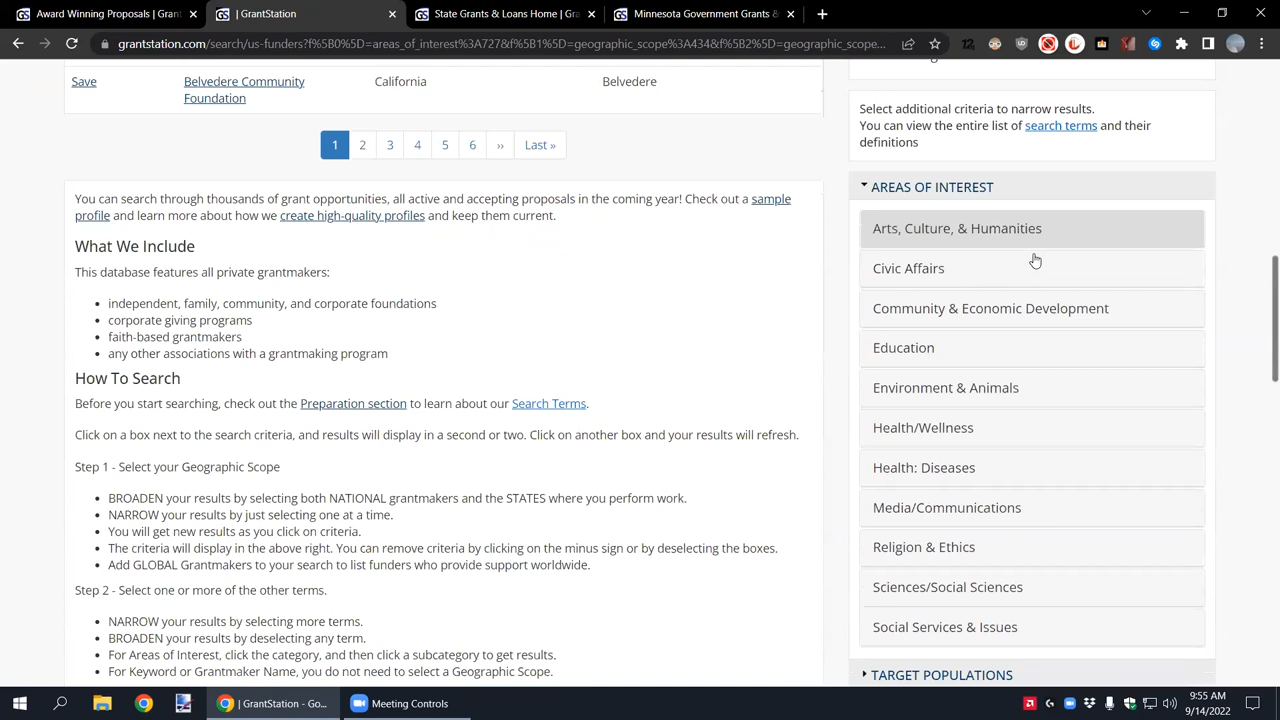 Award Winning Proposals | Grant
| GrantStation
State Grants & Loans Home | Gra
Minnesota Government Grants &
grantstation.com/search/us-funders?f%5B0%5D=areas_of_interest%3A727&f%5B1%5D=geographic_scope%3A434&f%5B2%5D=geographic_scope...
Save
Belvedere Community
Foundation
California
Belvedere
1 2 3 4 5 6 ›› Last »
You can search through thousands of grant opportunities, all active and accepting proposals in the coming year! Check out a sample
profile and learn more about how we create high-quality profiles and keep them current.
What We Include
This database features all private grantmakers:
• independent, family, community, and corporate foundations
• corporate giving programs
• faith-based grantmakers
• any other associations with a grantmaking program
How To Search
Before you start searching, check out the Preparation section to learn about our Search Terms.
Click on a box next to the search criteria, and results will display in a second or two. Click on another box and your results will refresh.
Step 1 - Select your Geographic Scope
• BROADEN your results by selecting both NATIONAL grantmakers and the STATES where you perform work.
• NARROW your results by just selecting one at a time.
• You will get new results as you click on criteria.
• The criteria will display in the above right. You can remove criteria by clicking on the minus sign or by deselecting the boxes.
• Add GLOBAL Grantmakers to your search to list funders who provide support worldwide.
Step 2 - Select one or more of the other terms.
• NARROW your results by selecting more terms.
• BROADEN your results by deselecting any term.
• For Areas of Interest, click the category, and then click a subcategory to get results.
• For Keyword or Grantmaker Name, you do not need to select a Geographic Scope.
Select additional criteria to narrow results.
You can view the entire list of search terms and their
definitions
AREAS OF INTEREST
Arts, Culture, & Humanities
Civic Affairs
Community & Economic Development
Education
Environment & Animals
Health/Wellness
Health: Diseases
Media/Communications
Religion & Ethics
Sciences/Social Sciences
Social Services & Issues
TARGET POPULATIONS
| GrantStation - Go...
Meeting Controls
9:55 AM
9/14/2022